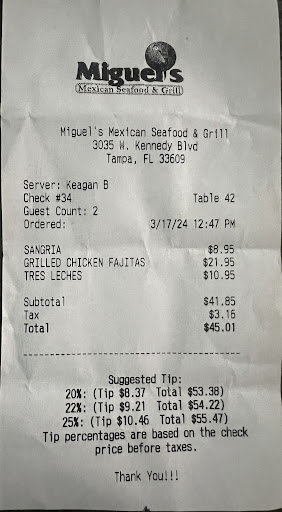 Miguel's
Mexican Seafood & Grill
Miguel's Mexican Seafood & Grill
3035 W. Kennedy Blvd
Tampa, FL 33609
Server: Keagan B
Check #34 Table 42
Guest Count: 2
Ordered: 3/17/24 12:47 PM
SANGRIA $8.95
GRILLED CHICKEN FAJITAS $21.95
TRES LECHES $10.95
Subtotal $41.85
Tax $3.16
Total $45.01
Suggested Tip:
20%: (Tip $8.37 Total $53.38)
22%: (Tip $9.21 Total $54.22)
25%: (Tip $10.46 Total $55.47)
Tip percentages are based on the check
price before taxes.
Thank You!!!